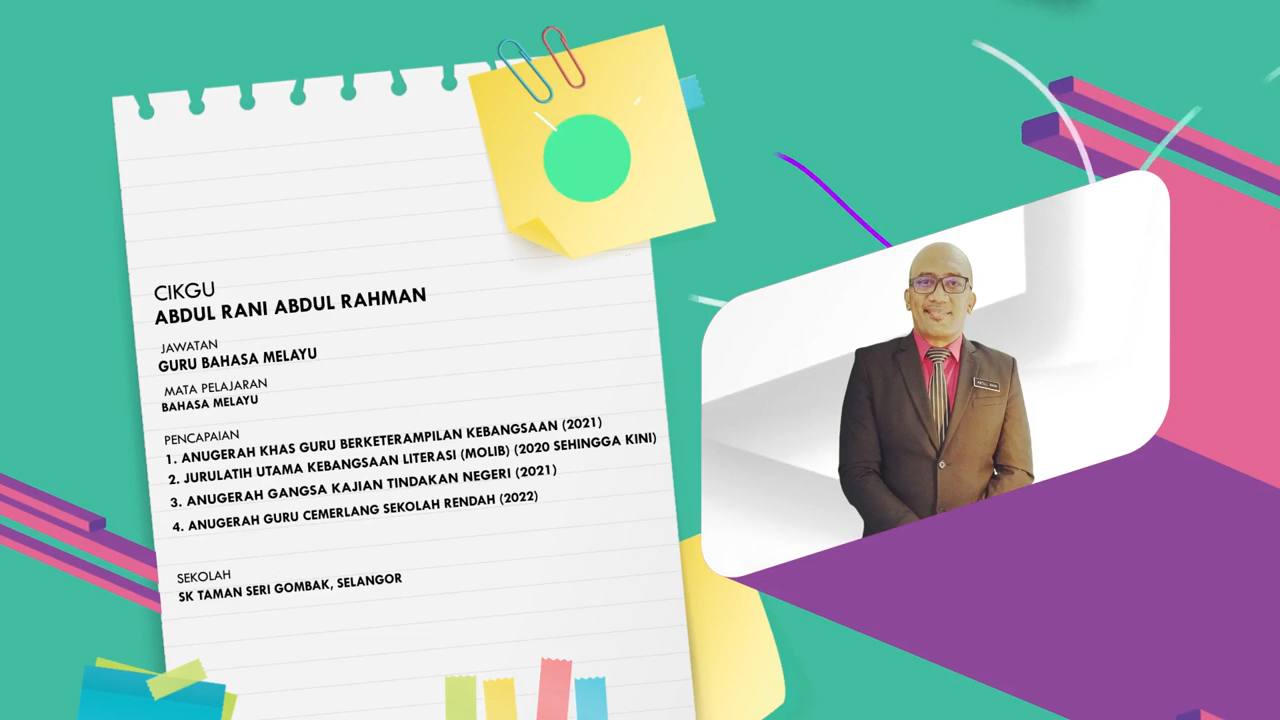 CIKGU
ABDUL RANI ABDUL RAHMAN
JAWATAN
GURU BAHASA MELAYU
MATA PELAJARAN
BAHASA MELAYU
PENCAPAIAN
1. ANUGERAH KHAS GURU BERKETERAMPILAN KEBANGSAAN (2021)
2. JURULATIH UTAMA KEBANGSAAN LITERASI (MOLIB) (2020 SEHINGGA KINI)
3. ANUGERAH GANGSA KAJIAN TINDAKAN NEGERI (2021)
4. ANUGERAH GURU CEMERLANG SEKOLAH RENDAH (2022)
SEKOLAH
SK TAMAN SERI GOMBAK, SELANGOR